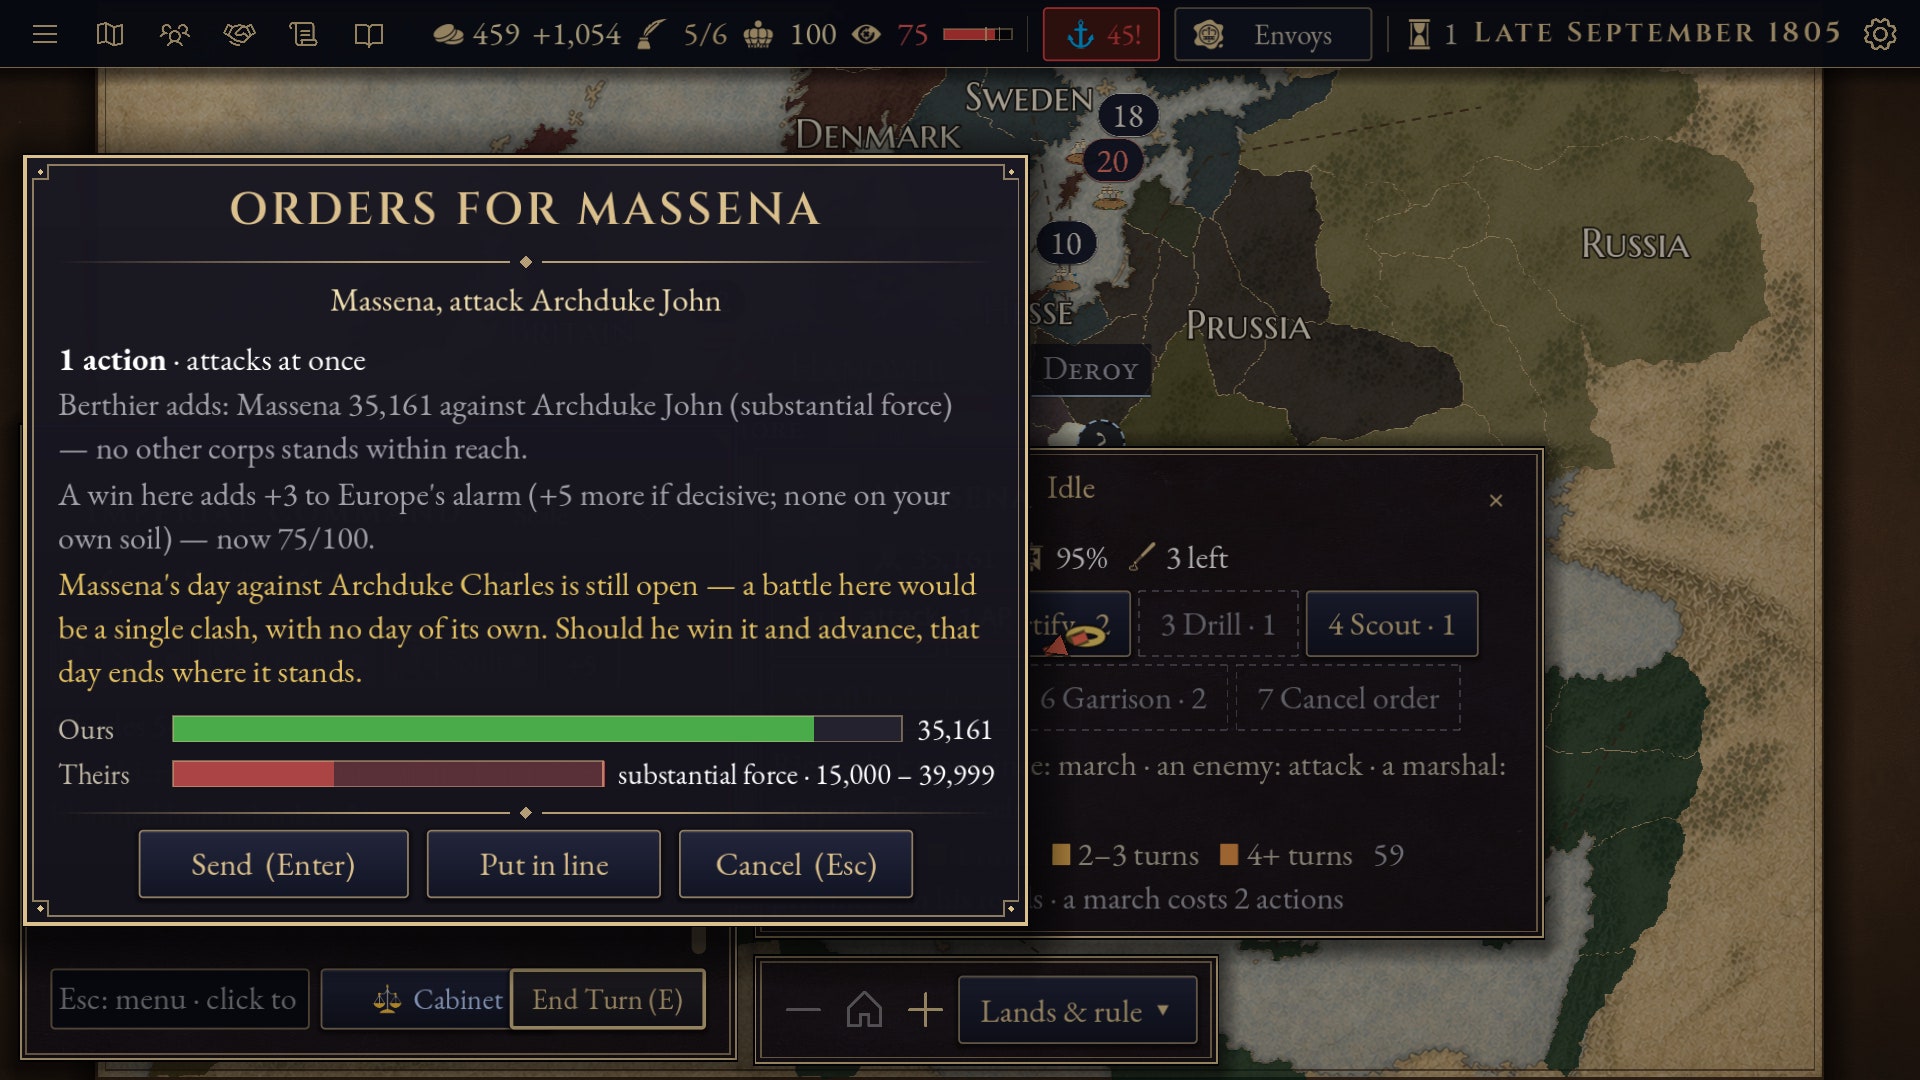 459 +1,054 5/6 100 75 45! Envoys 1 LATE SEPTEMBER 1805
SWEDEN
18
DENMARK
20
10
RUSSIA
SSE
PRUSSIA
DEROY
ORDERS FOR MASSENA
Massena, attack Archduke John
1 action · attacks at once
Berthier adds: Massena 35,161 against Archduke John (substantial force)
— no other corps stands within reach.
A win here adds +3 to Europe's alarm (+5 more if decisive; none on your
own soil) — now 75/100.
Massena's day against Archduke Charles is still open — a battle here would
be a single clash, with no day of its own. Should he win it and advance, that
day ends where it stands.
Ours 35,161
Theirs substantial force · 15,000 – 39,999
Send (Enter) Put in line Cancel (Esc)
Idle ×
95% 3 left
tify · 2 3 Drill · 1 4 Scout · 1
6 Garrison · 2 7 Cancel order
e: march · an enemy: attack · a marshal:
2–3 turns 4+ turns 59
s · a march costs 2 actions
Esc: menu · click to Cabinet End Turn (E)
Lands & rule